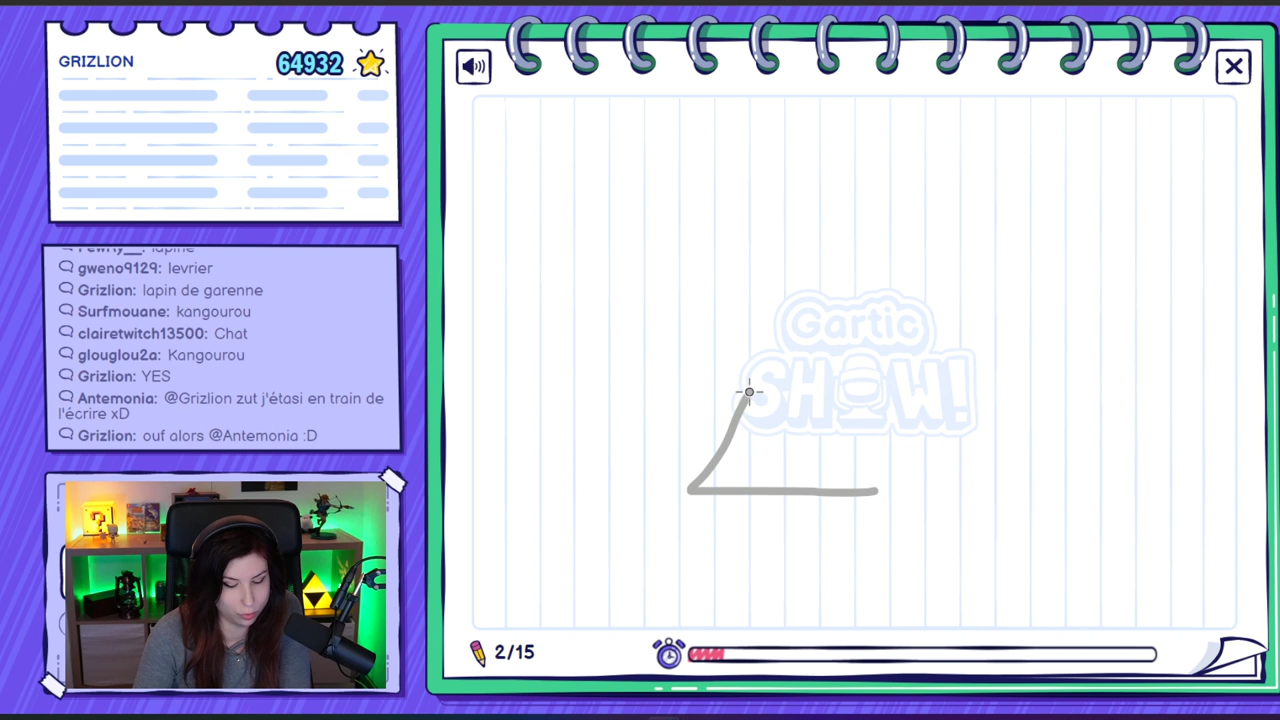 GRIZLION 64932
gweno9129: levrier
Grizlion: lapin de garenne
Surfmouane: kangourou
clairetwitch13500: Chat
glouglou2a: Kangourou
Grizlion: YES
Antemonia: @Grizlion zut j'étasi en train de
l'écrire xD
Grizlion: ouf alors @Antemonia :D
Gartic
SHOW!
2/15